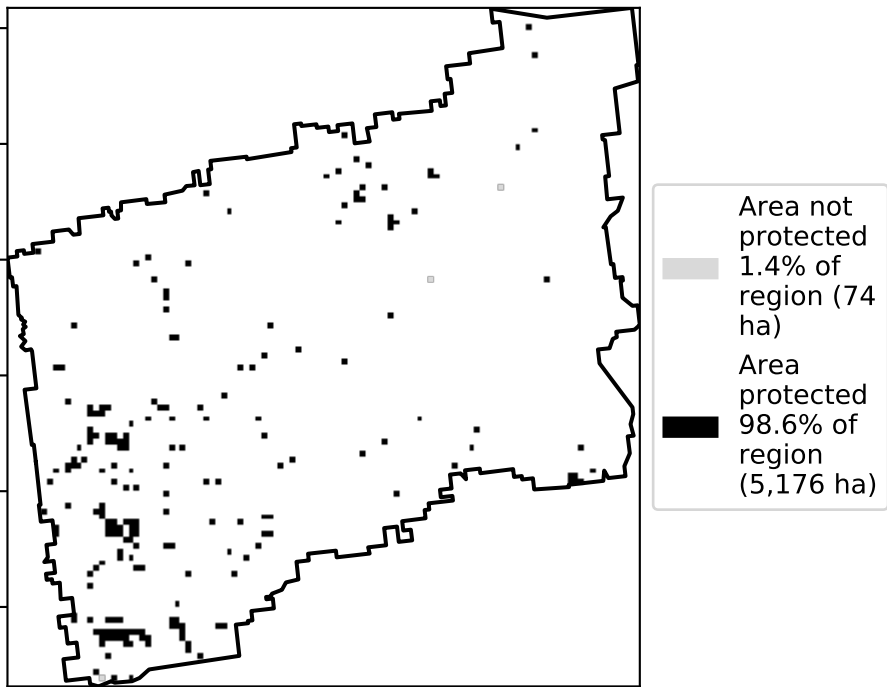 Area not
protected
1.4% of
region (74
ha)
Area
protected
98.6% of
region
(5,176 ha)